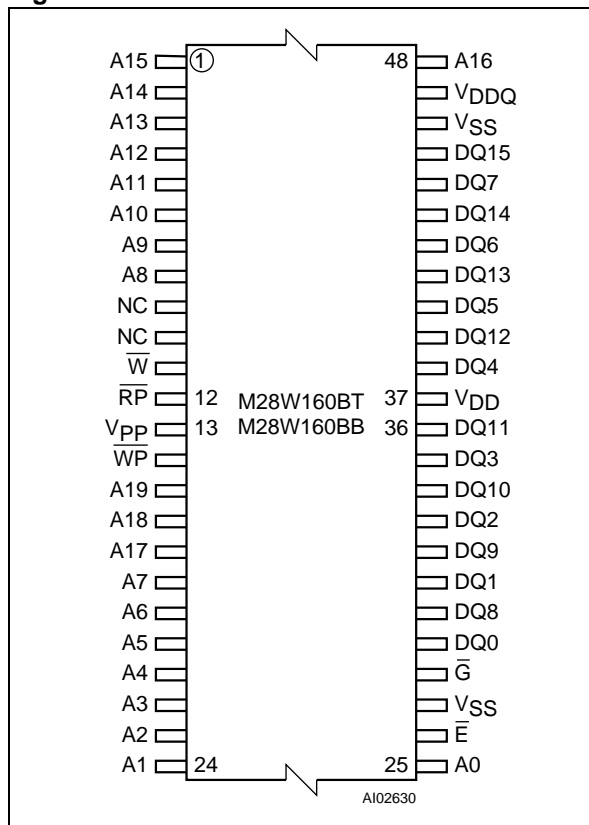 A15 1 48 A16
A14 VDDQ
A13 VSS
A12 DQ15
A11 DQ7
A10 DQ14
A9 DQ6
A8 DQ13
NC DQ5
NC DQ12
W̅ DQ4
R̅P̅ 12 M28W160BT 37 VDD
VPP 13 M28W160BB 36 DQ11
W̅P̅ DQ3
A19 DQ10
A18 DQ2
A17 DQ9
A7 DQ1
A6 DQ8
A5 DQ0
A4 G̅
A3 VSS
A2 E̅
A1 24 25 A0
AI02630